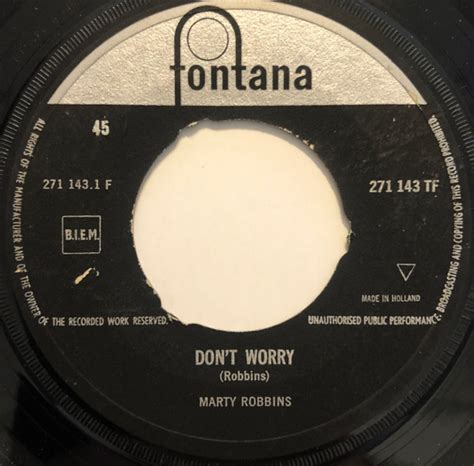 fontana
45
271 143.1 F
271 143 TF
B.I.E.M.
MADE IN HOLLAND
ALL RIGHTS OF THE MANUFACTURER AND OF THE OWNER OF THE RECORDED WORK RESERVED.
UNAUTHORISED PUBLIC PERFORMANCE, BROADCASTING AND COPYING OF THIS RECORD PROHIBITED.
DON'T WORRY
(Robbins)
MARTY ROBBINS